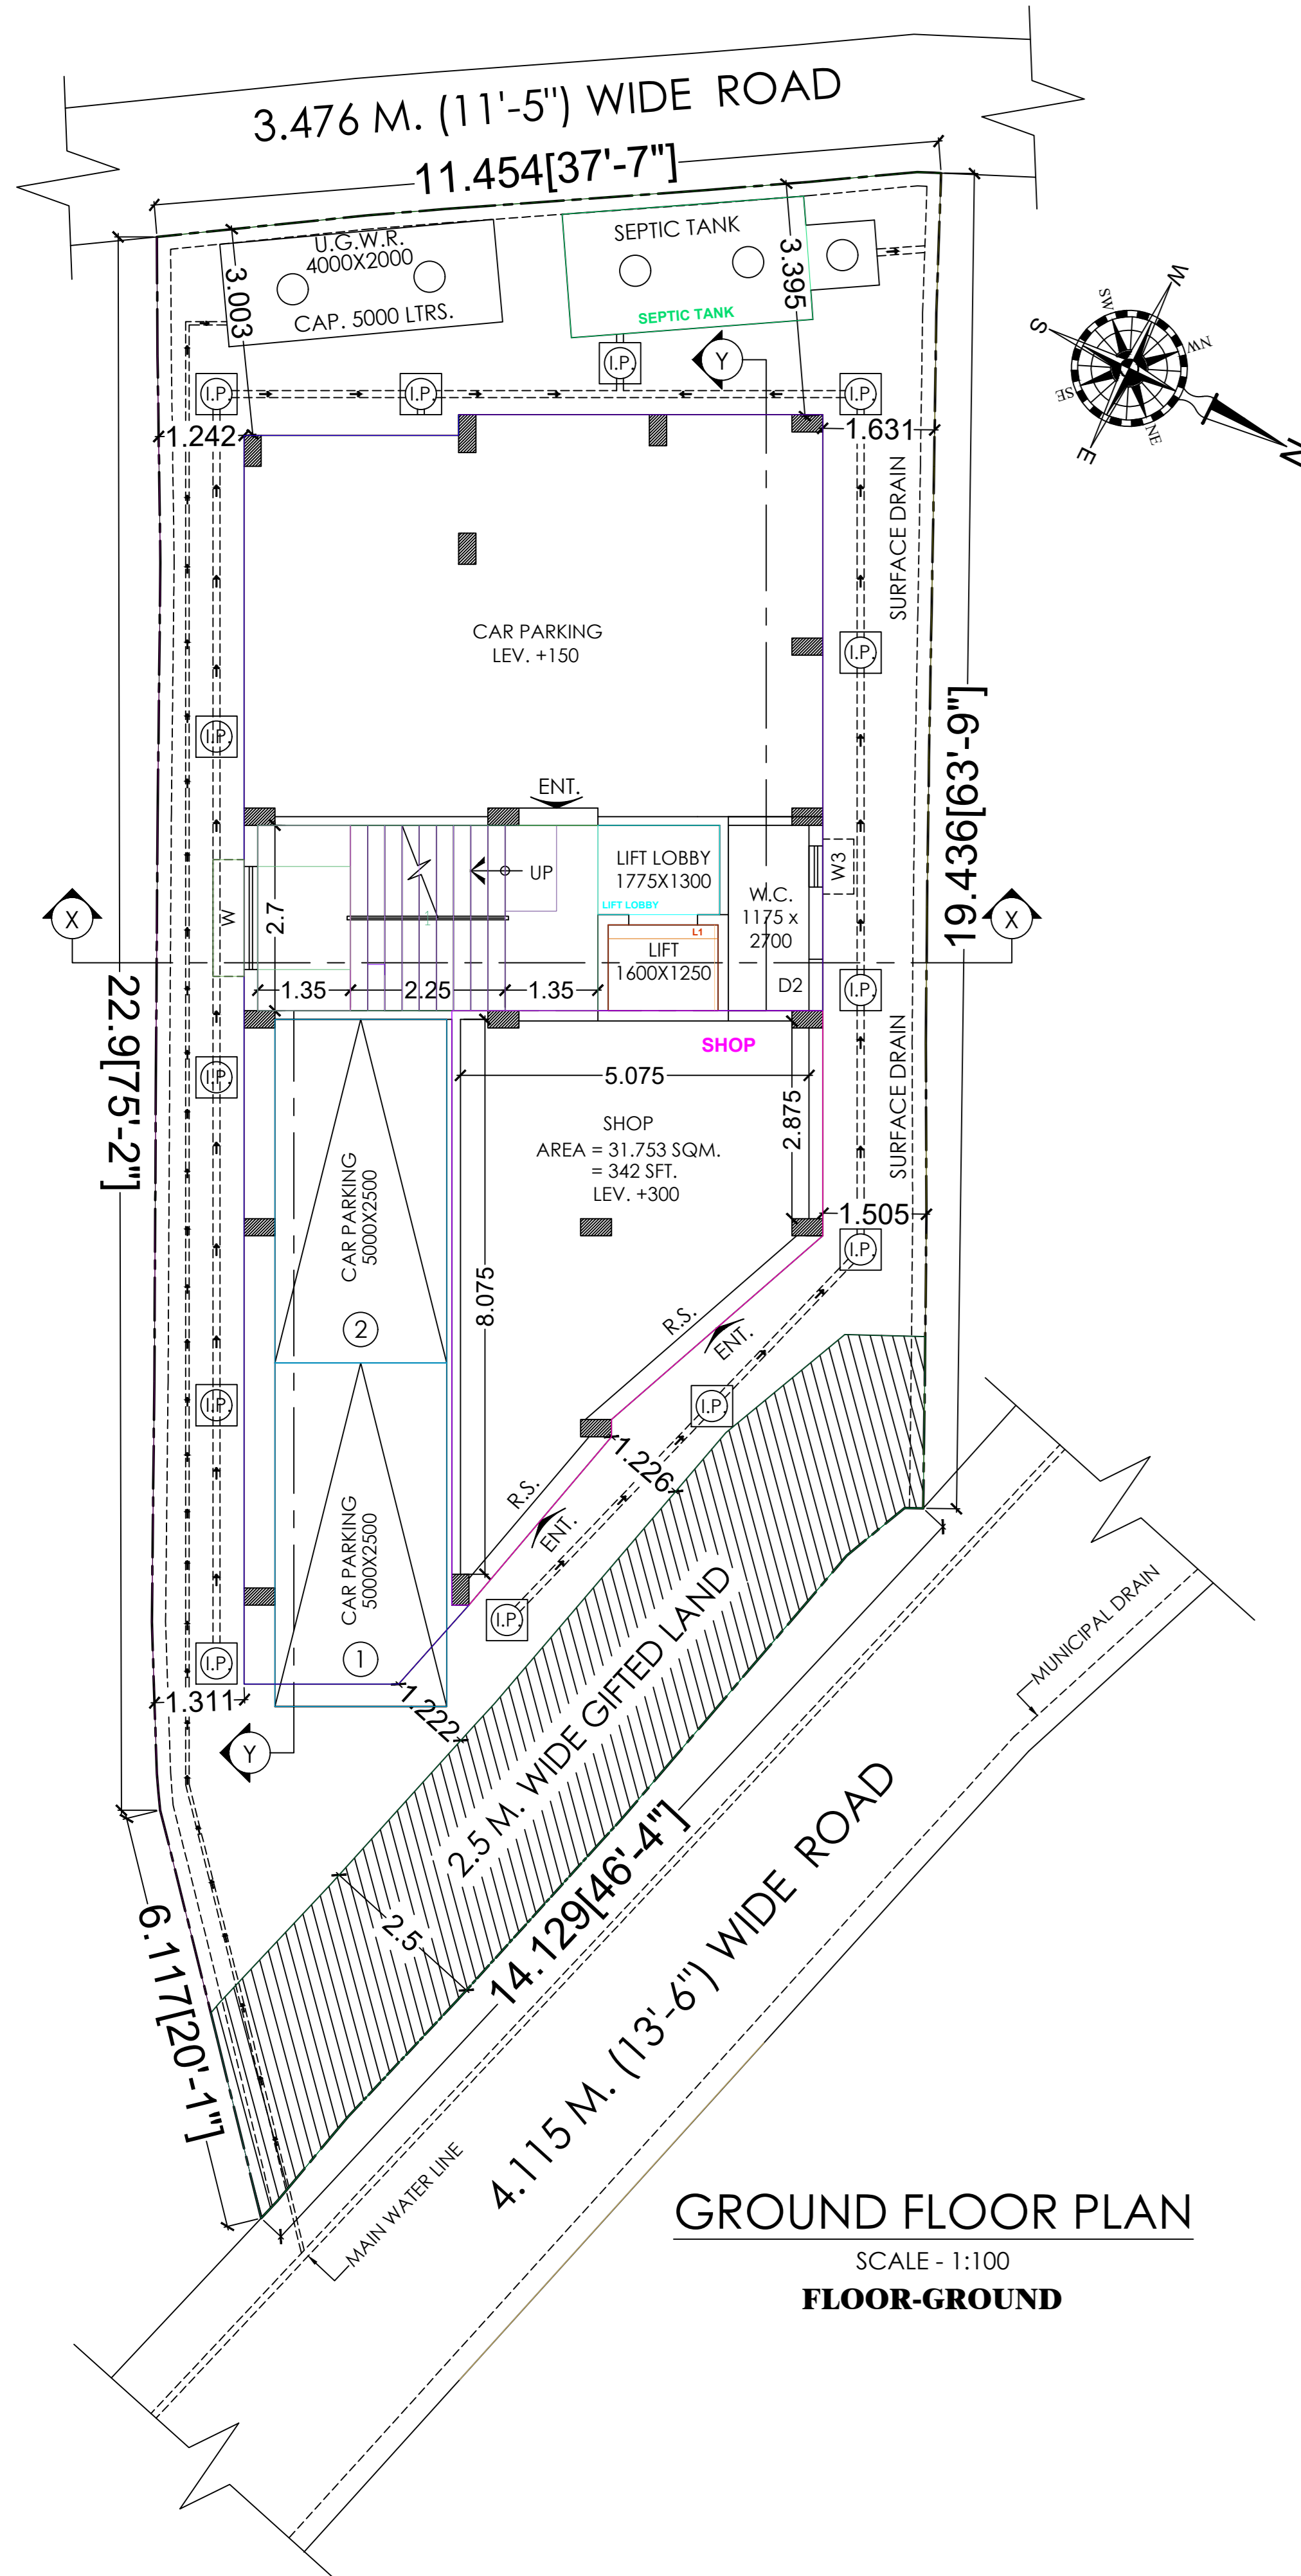 3.476 M. (11'-5") WIDE ROAD
11.454[37'-7"]
U.G.W.R.
4000X2000
CAP. 5000 LTRS.
3.003
SEPTIC TANK
SEPTIC TANK
3.395
W
SW
S
NW
SE
NE
E
N
I.P.
Y
I.P.
I.P.
I.P.
1.242
1.631
SURFACE DRAIN
CAR PARKING
LEV. +150
I.P.
I.P.
19.436[63'-9"]
ENT.
LIFT LOBBY
1775X1300
LIFT LOBBY
UP
W.C.
1175 x
2700
W3
X
W
2.7
1
L1
LIFT
1600X1250
X
1.35
2.25
1.35
D2
I.P.
22.9[75'-2"]
SHOP
5.075
2.875
SURFACE DRAIN
I.P.
SHOP
AREA = 31.753 SQM.
= 342 SFT.
LEV. +300
CAR PARKING
5000X2500
2
1.505
I.P.
8.075
R.S.
ENT.
I.P.
I.P.
1.226
R.S.
ENT.
CAR PARKING
5000X2500
1
I.P.
I.P.
1.311
1.222
Y
2.5 M. WIDE GIFTED LAND
MUNICIPAL DRAIN
2.5
14.129[46'-4"]
6.117[20'-1"]
4.115 M. (13'-6") WIDE ROAD
MAIN WATER LINE
GROUND FLOOR PLAN
SCALE - 1:100
FLOOR-GROUND